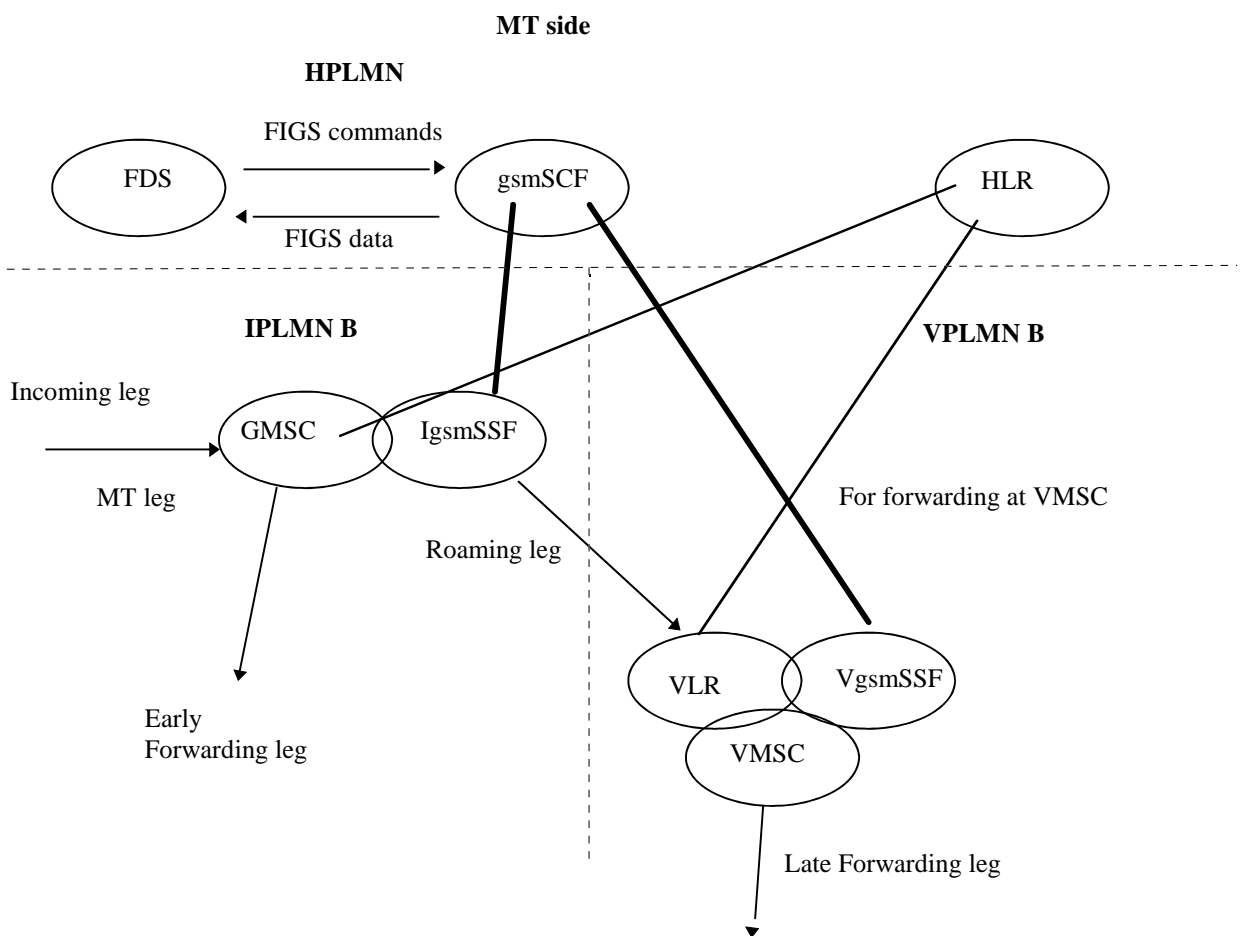 MT side
HPLMN
FIGS commands
FDS
gsmSCF
HLR
FIGS data
IPLMN B
VPLMN B
Incoming leg
GMSC
IgsmSSF
MT leg
For forwarding at VMSC
Roaming leg
VLR
VgsmSSF
Early
Forwarding leg
VMSC
Late Forwarding leg